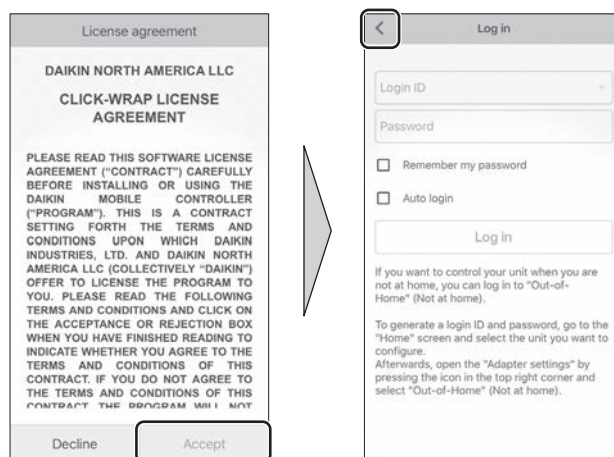 License agreement
DAIKIN NORTH AMERICA LLC
CLICK-WRAP LICENSE
AGREEMENT
PLEASE READ THIS SOFTWARE LICENSE
AGREEMENT ("CONTRACT") CAREFULLY
BEFORE INSTALLING OR USING THE
DAIKIN MOBILE CONTROLLER
("PROGRAM"). THIS IS A CONTRACT
SETTING FORTH THE TERMS AND
CONDITIONS UPON WHICH DAIKIN
INDUSTRIES, LTD. AND DAIKIN NORTH
AMERICA LLC (COLLECTIVELY "DAIKIN")
OFFER TO LICENSE THE PROGRAM TO
YOU. PLEASE READ THE FOLLOWING
TERMS AND CONDITIONS AND CLICK ON
THE ACCEPTANCE OR REJECTION BOX
WHEN YOU HAVE FINISHED READING TO
INDICATE WHETHER YOU AGREE TO THE
TERMS AND CONDITIONS OF THIS
CONTRACT. IF YOU DO NOT AGREE TO
THE TERMS AND CONDITIONS OF THIS
CONTRACT, THE PROGRAM WILL NOT
Decline
Accept
Log in
Login ID
Password
Remember my password
Auto login
Log in
If you want to control your unit when you are
not at home, you can log in to "Out-of-
Home" (Not at home).
To generate a login ID and password, go to the
"Home" screen and select the unit you want to
configure.
Afterwards, open the "Adapter settings" by
pressing the icon in the top right corner and
select "Out-of-Home" (Not at home).